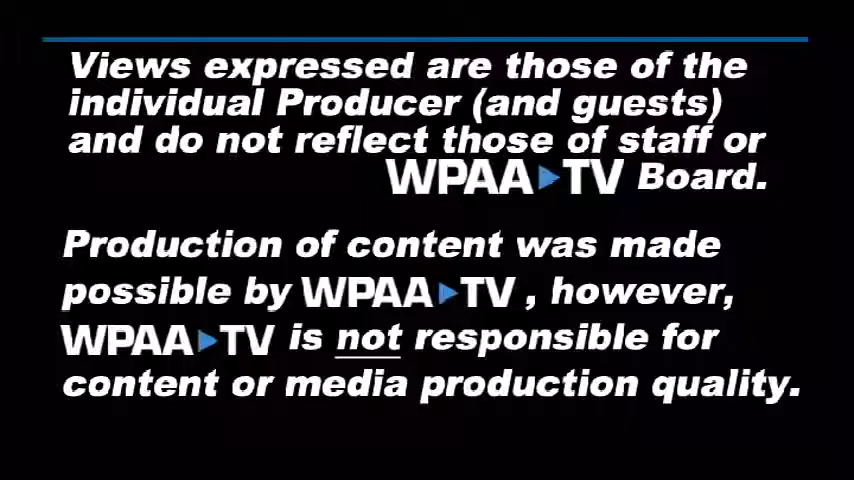 Views expressed are those of the
individual Producer (and guests)
and do not reflect those of staff or
WPAA TV Board.
Production of content was made
possible by WPAA TV , however,
WPAA TV is not responsible for
content or media production quality.